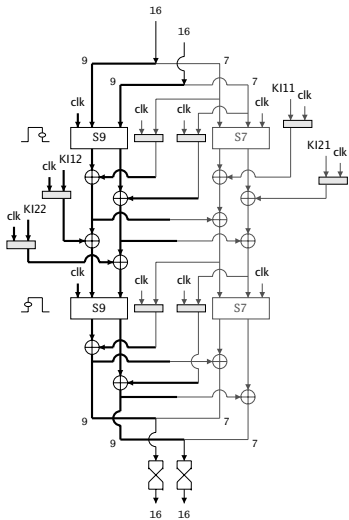 16
16
9 7
9 7
clk clk clk clk clk KI11 clk
S9 S7
KI12 KI21
clk clk
KI22
clk
clk clk clk clk
S9 S7
9 7
9 7
16 16